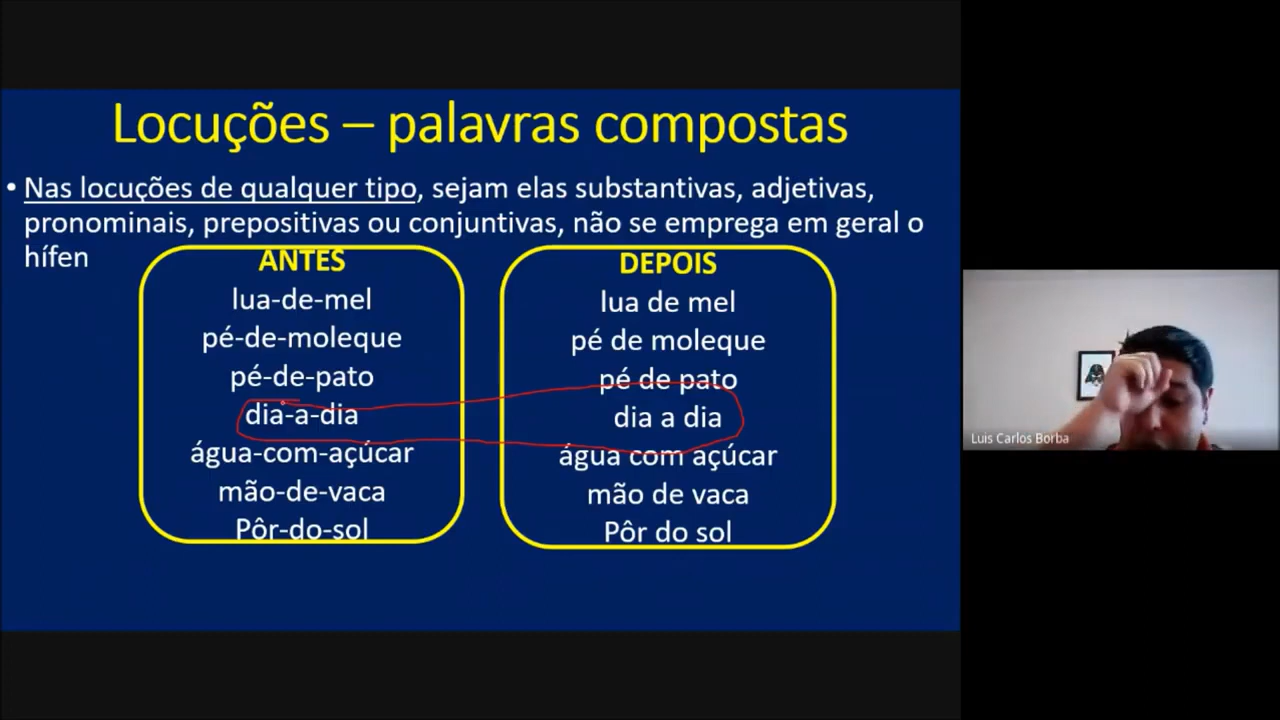 Locuções – palavras compostas
• Nas locuções de qualquer tipo, sejam elas substantivas, adjetivas,
pronominais, prepositivas ou conjuntivas, não se emprega em geral o
hífen
ANTES
lua-de-mel
pé-de-moleque
pé-de-pato
dia-a-dia
água-com-açúcar
mão-de-vaca
Pôr-do-sol
DEPOIS
lua de mel
pé de moleque
pé de pato
dia a dia
água com açúcar
mão de vaca
Pôr do sol
Luis Carlos Borba